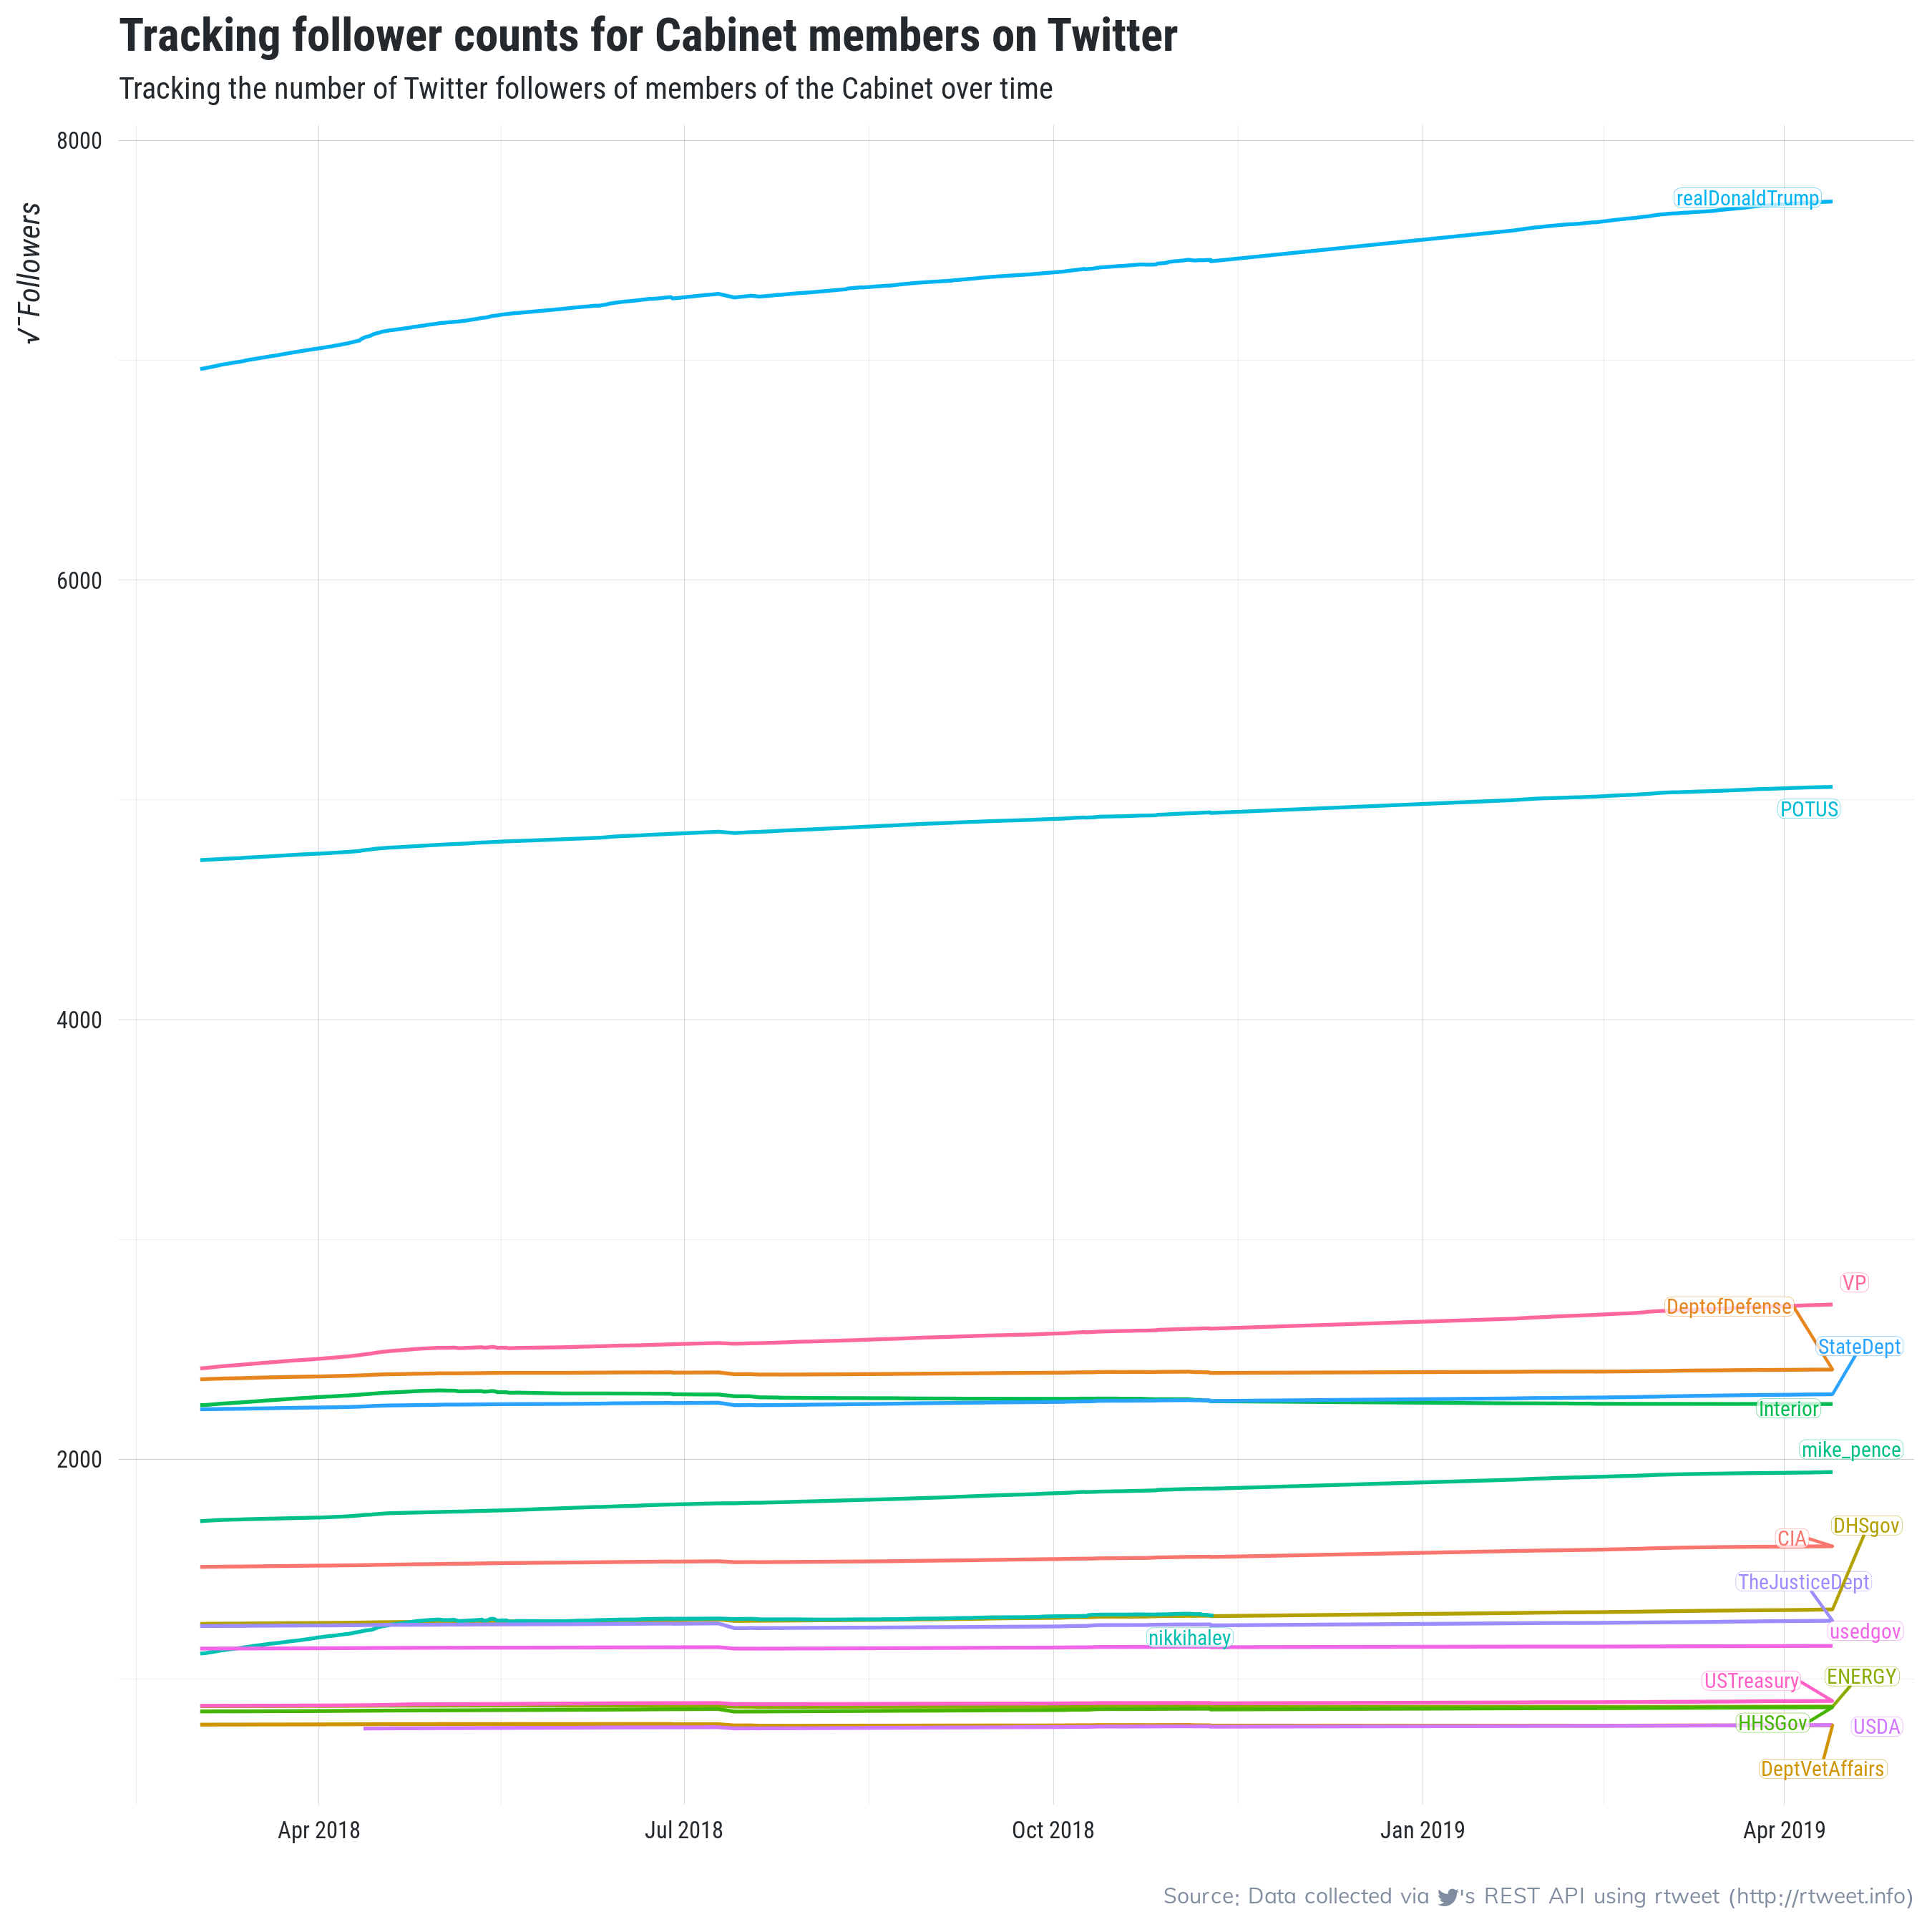 Tracking follower counts for Cabinet members on Twitter
Tracking the number of Twitter followers of members of the Cabinet over time
8000
√‾Followers
realDonaldTrump
6000
POTUS
4000
VP
DeptofDefense
StateDept
Interior
mike_pence
2000
DHSgov
CIA
TheJusticeDept
usedgov
nikkihaley
ENERGY
USTreasury
HHSGov
USDA
DeptVetAffairs
Apr 2018
Jul 2018
Oct 2018
Jan 2019
Apr 2019
Source: Data collected via 's REST API using rtweet (http://rtweet.info)